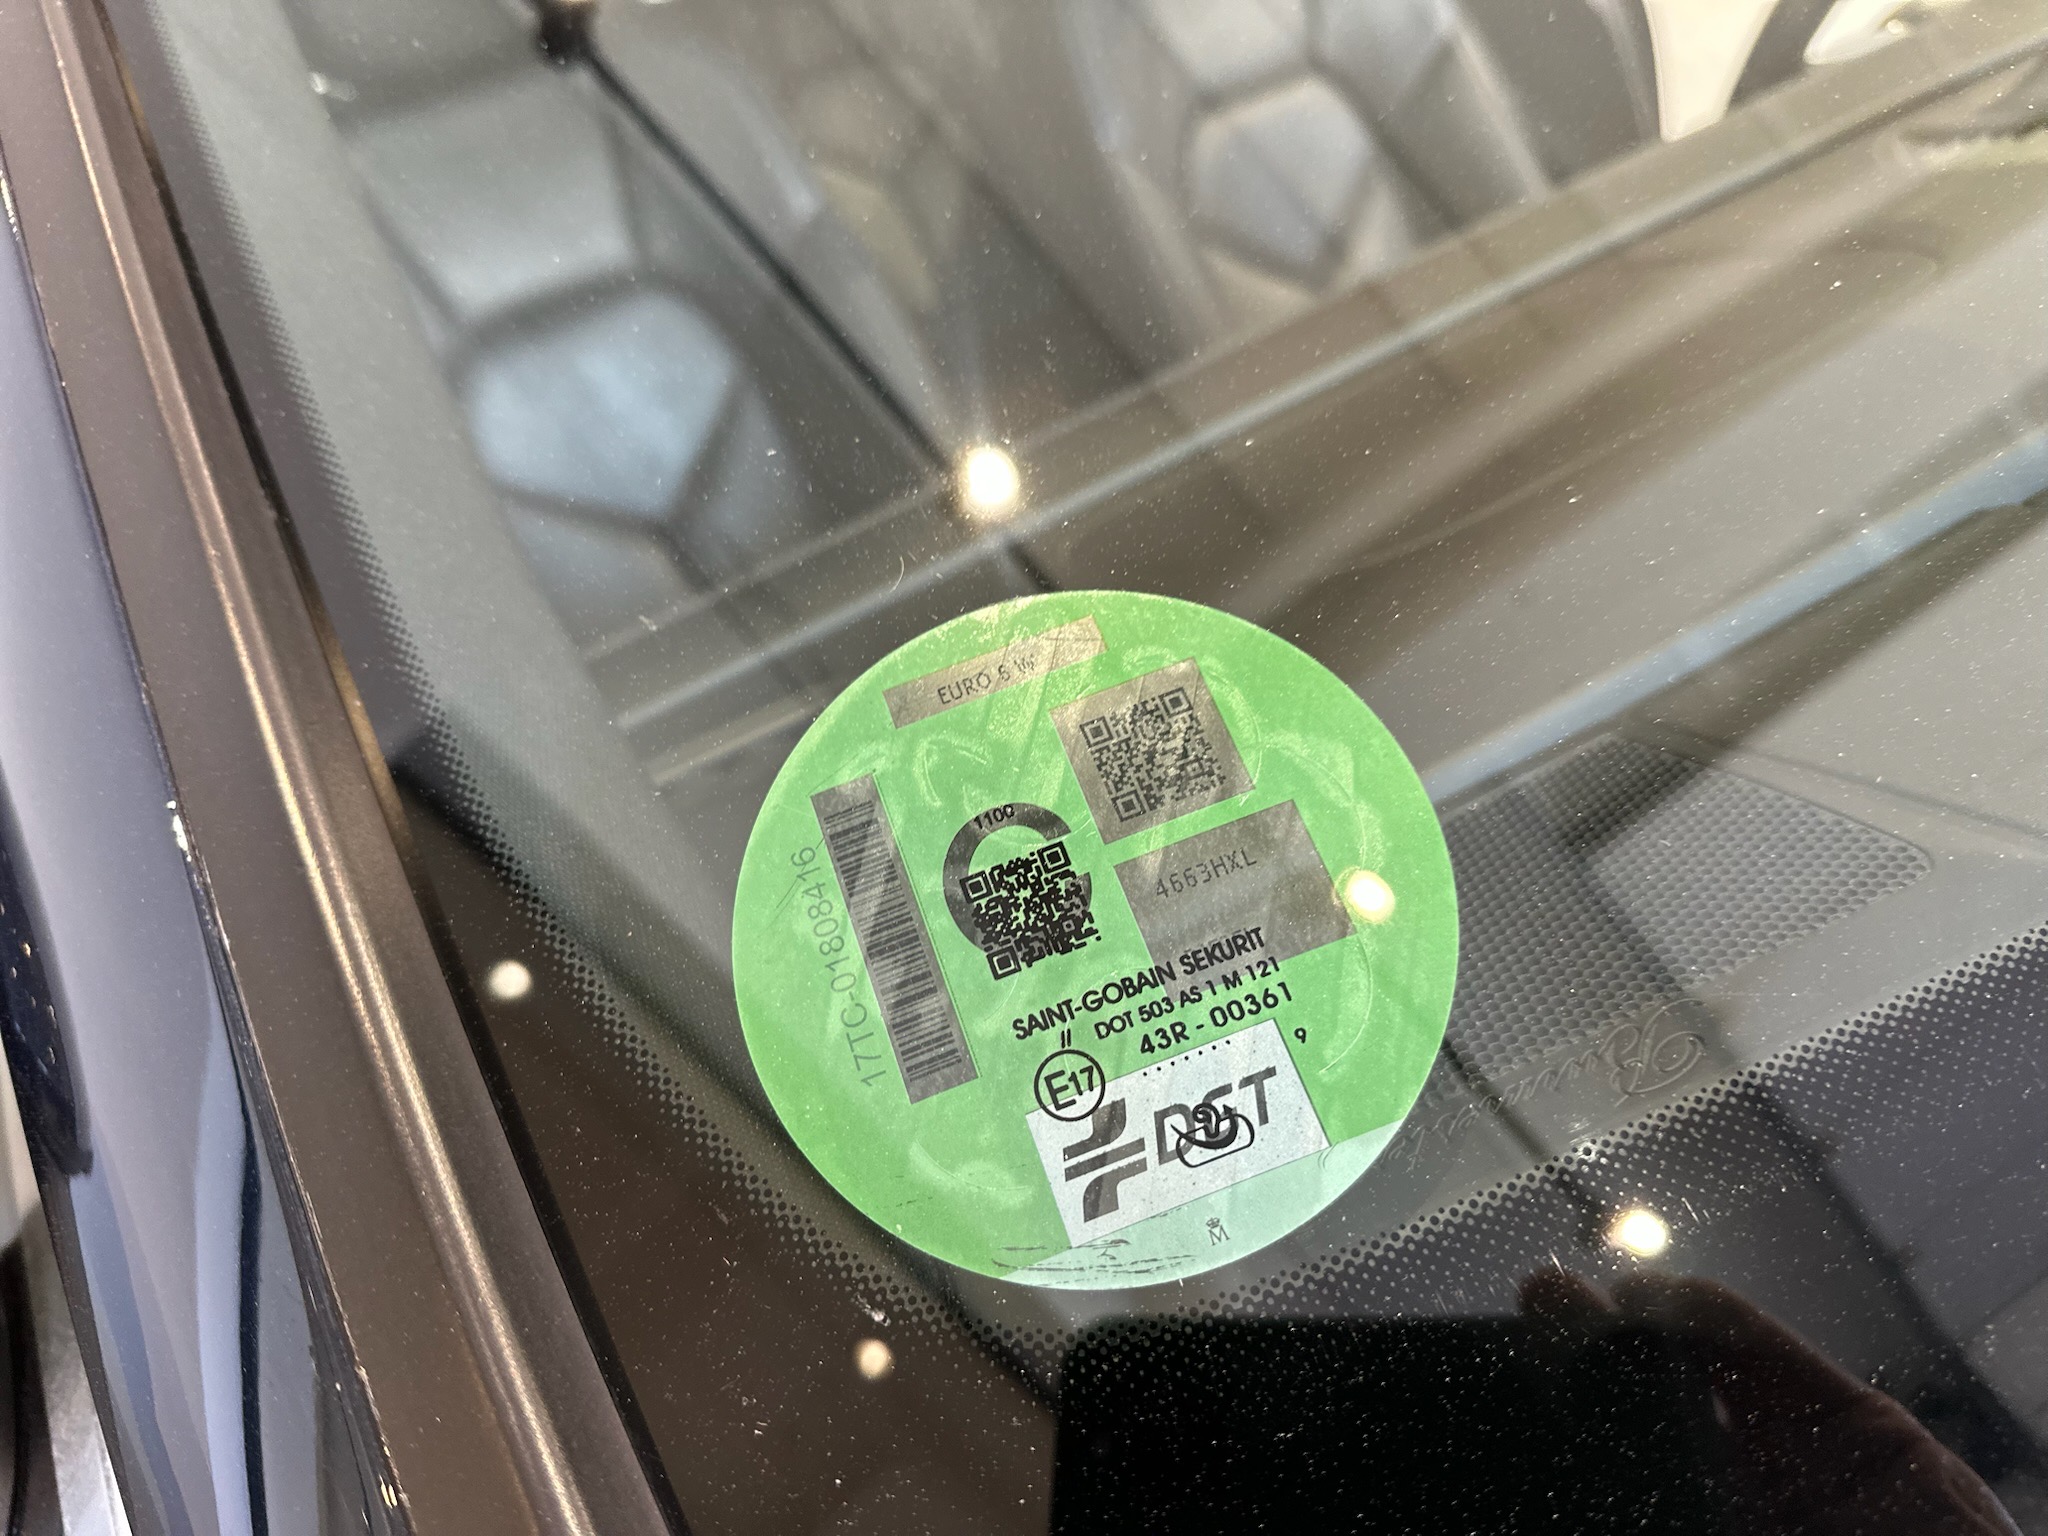 EURO 6
1100
4663HXL
17TC-01808416
SAINT-GOBAIN SEKURIT
II DOT 503 AS 1 M 121
43R - 00361
E17
. . . . . . . 9
DGT
M